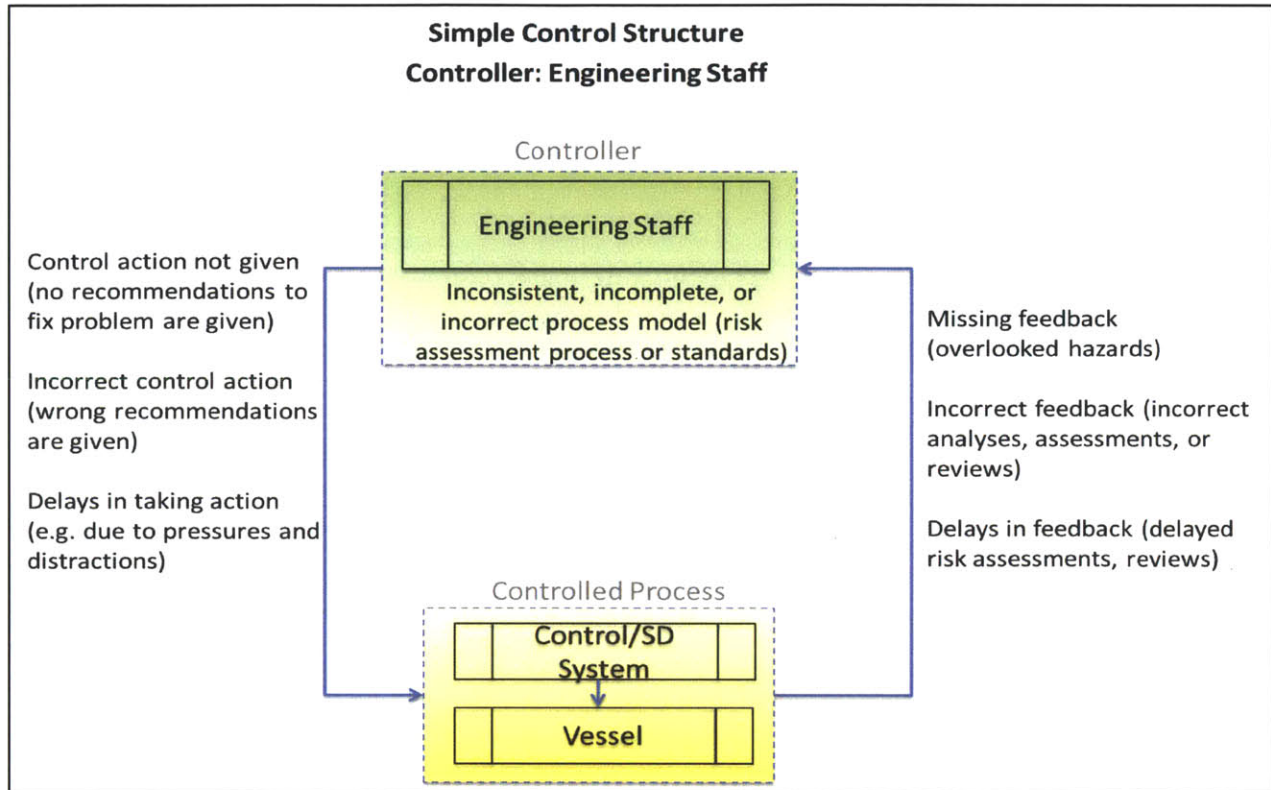 Simple Control Structure
Controller: Engineering Staff
Controller
Engineering Staff
Inconsistent, incomplete, or
incorrect process model (risk
assessment process or standards)
Control action not given
(no recommendations to
fix problem are given)
Incorrect control action
(wrong recommendations
are given)
Delays in taking action
(e.g. due to pressures and
distractions)
Missing feedback
(overlooked hazards)
Incorrect feedback (incorrect
analyses, assessments, or
reviews)
Delays in feedback (delayed
risk assessments, reviews)
Controlled Process
Control/SD
System
Vessel